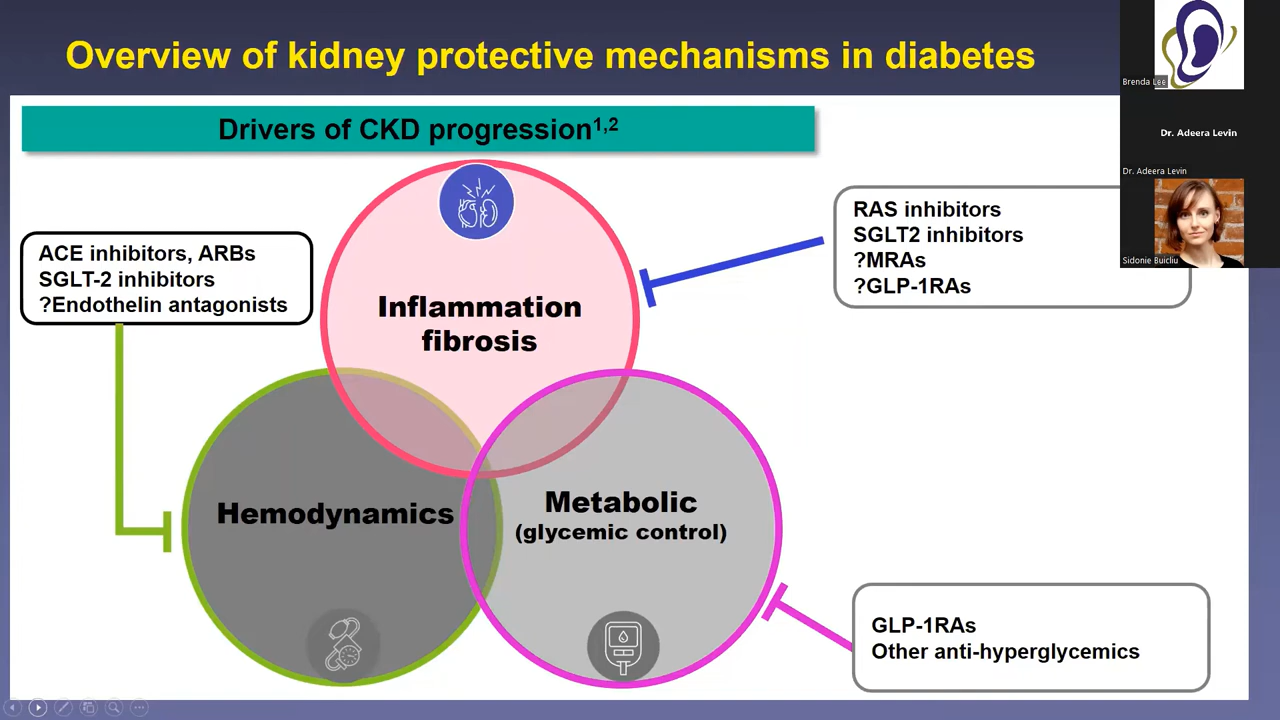 Overview of kidney protective mechanisms in diabetes
Brenda Lee
Dr. Adeera Levin
Dr. Adeera Levin
Sidonie Buicliu
Drivers of CKD progression1,2
ACE inhibitors, ARBs
SGLT-2 inhibitors
?Endothelin antagonists
Inflammation
fibrosis
RAS inhibitors
SGLT2 inhibitors
?MRAs
?GLP-1RAs
Hemodynamics
Metabolic
(glycemic control)
GLP-1RAs
Other anti-hyperglycemics